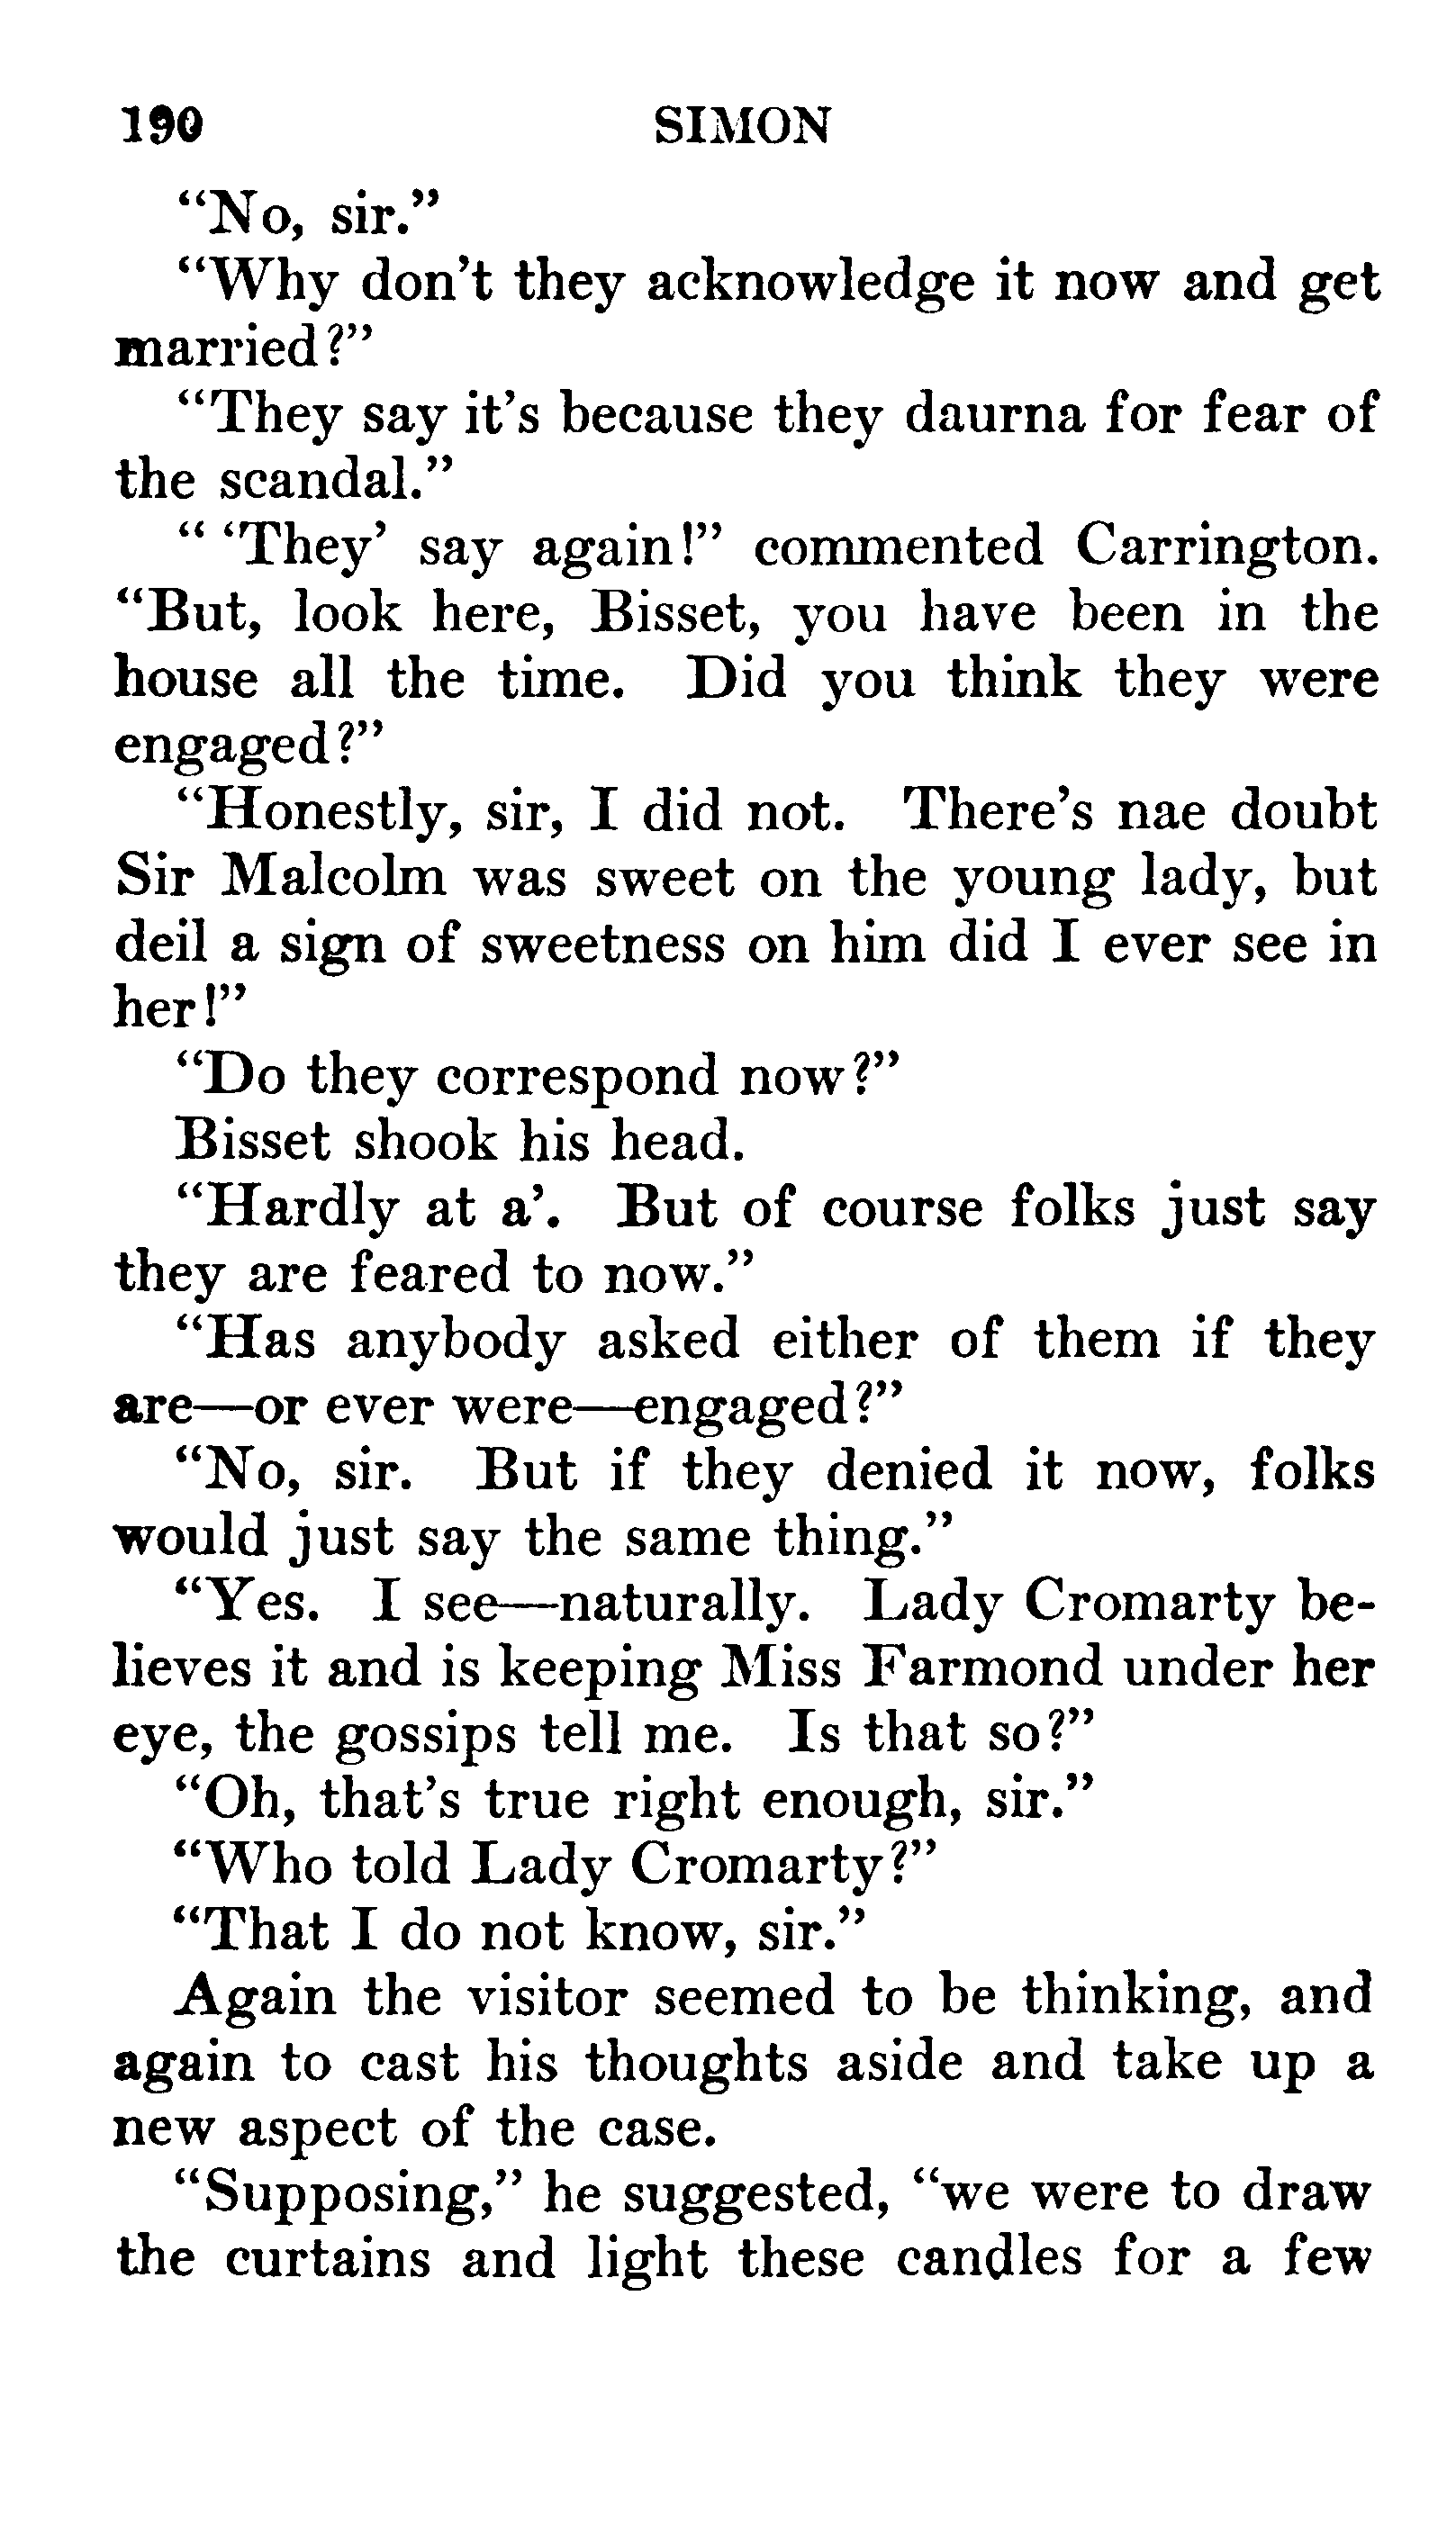 190 SIMON
“No, sir.”
“Why don’t they acknowledge it now and get
married?”
“They say it’s because they daurna for fear of
the scandal.”
“ ‘They’ say again!” commented Carrington.
“But, look here, Bisset, you have been in the
house all the time. Did you think they were
engaged?”
“Honestly, sir, I did not. There’s nae doubt
Sir Malcolm was sweet on the young lady, but
deil a sign of sweetness on him did I ever see in
her!”
“Do they correspond now?”
Bisset shook his head.
“Hardly at a’. But of course folks just say
they are feared to now.”
“Has anybody asked either of them if they
are—or ever were—engaged?”
“No, sir. But if they denied it now, folks
would just say the same thing.”
“Yes. I see—naturally. Lady Cromarty be-
lieves it and is keeping Miss Farmond under her
eye, the gossips tell me. Is that so?”
“Oh, that’s true right enough, sir.”
“Who told Lady Cromarty?”
“That I do not know, sir.”
Again the visitor seemed to be thinking, and
again to cast his thoughts aside and take up a
new aspect of the case.
“Supposing,” he suggested, “we were to draw
the curtains and light these candles for a few